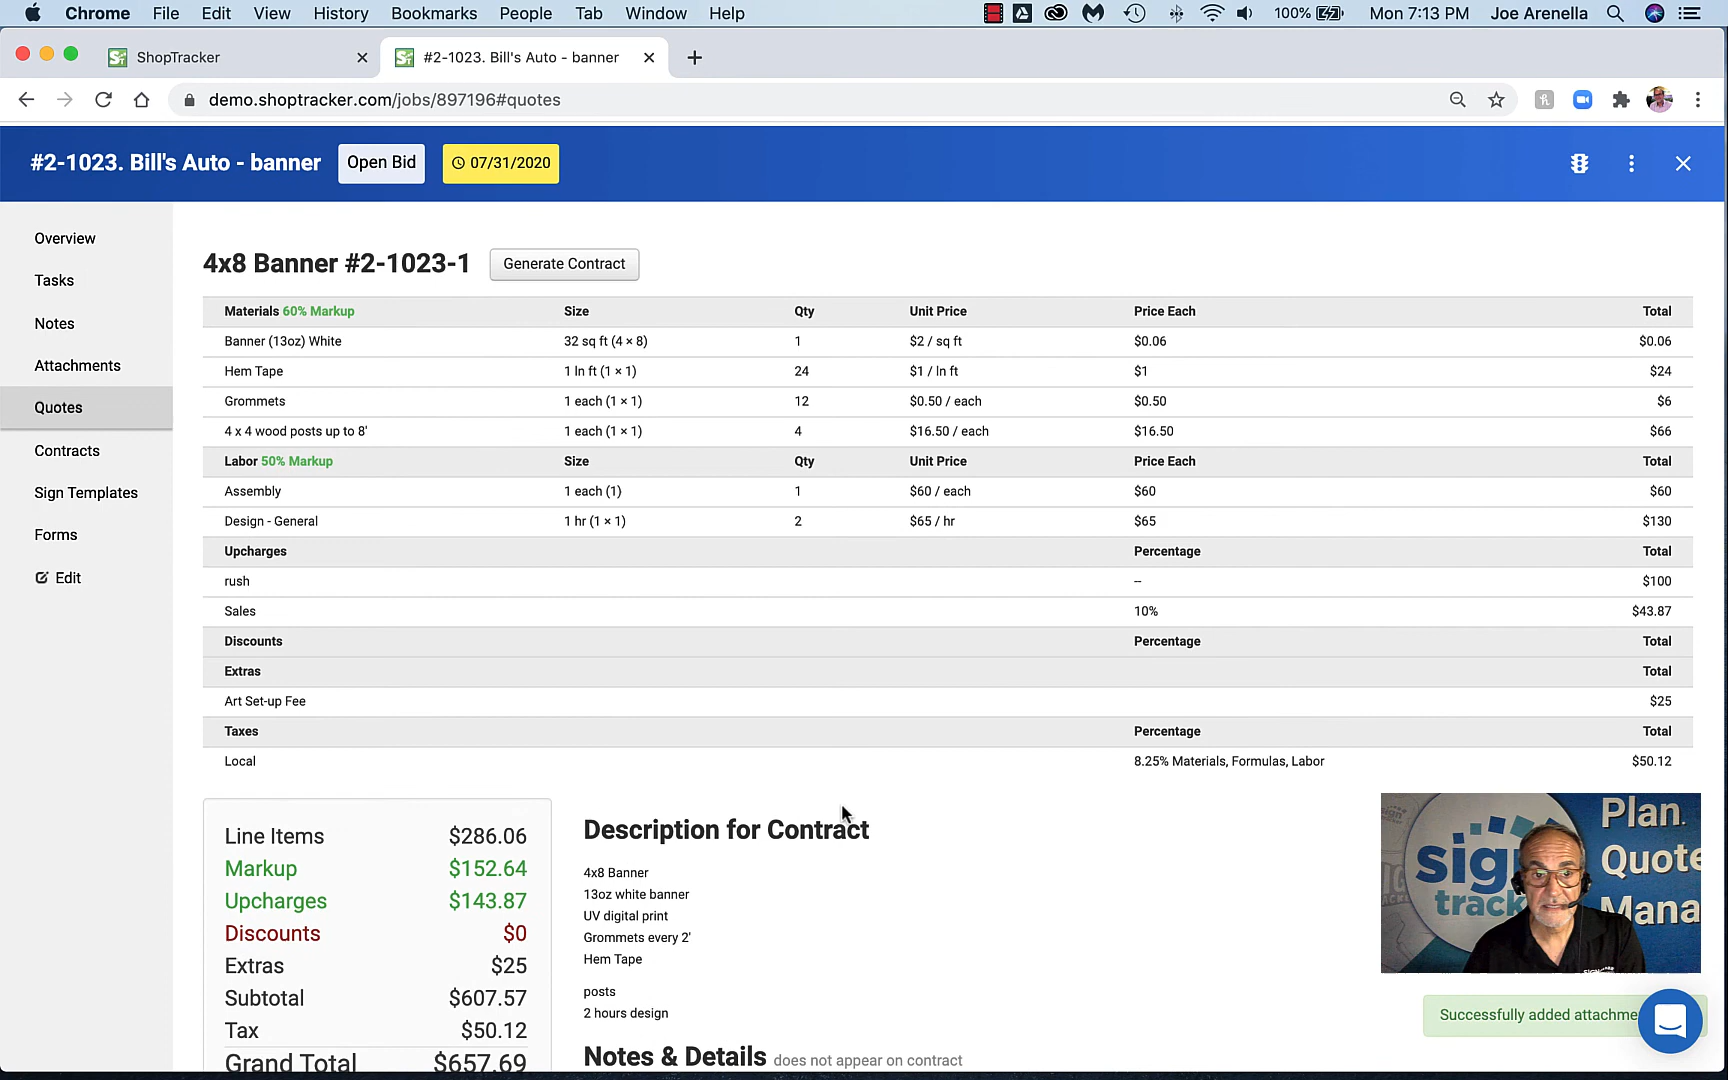 Chrome File Edit View History Bookmarks People Tab Window Help 100% Mon 7:13 PM Joe Arenella
ShopTracker #2-1023. Bill's Auto - banner
demo.shoptracker.com/jobs/897196#quotes
#2-1023. Bill's Auto - banner Open Bid 07/31/2020
Overview
Tasks
Notes
Attachments
Quotes
Contracts
Sign Templates
Forms
Edit
4x8 Banner #2-1023-1 Generate Contract
Materials 60% Markup Size Qty Unit Price Price Each Total
Banner (13oz) White 32 sq ft (4 × 8) 1 $2 / sq ft $0.06 $0.06
Hem Tape 1 ln ft (1 × 1) 24 $1 / ln ft $1 $24
Grommets 1 each (1 × 1) 12 $0.50 / each $0.50 $6
4 x 4 wood posts up to 8' 1 each (1 × 1) 4 $16.50 / each $16.50 $66
Labor 50% Markup Size Qty Unit Price Price Each Total
Assembly 1 each (1) 1 $60 / each $60 $60
Design - General 1 hr (1 × 1) 2 $65 / hr $65 $130
Upcharges Percentage Total
rush -- $100
Sales 10% $43.87
Discounts Percentage Total
Extras Total
Art Set-up Fee $25
Taxes Percentage Total
Local 8.25% Materials, Formulas, Labor $50.12
Line Items $286.06
Markup $152.64
Upcharges $143.87
Discounts $0
Extras $25
Subtotal $607.57
Tax $50.12
Grand Total $657.69
Description for Contract
4x8 Banner
13oz white banner
UV digital print
Grommets every 2'
Hem Tape
posts
2 hours design
Notes & Details does not appear on contract
Plan.
Quote
Mana
sig
track
Successfully added attachme